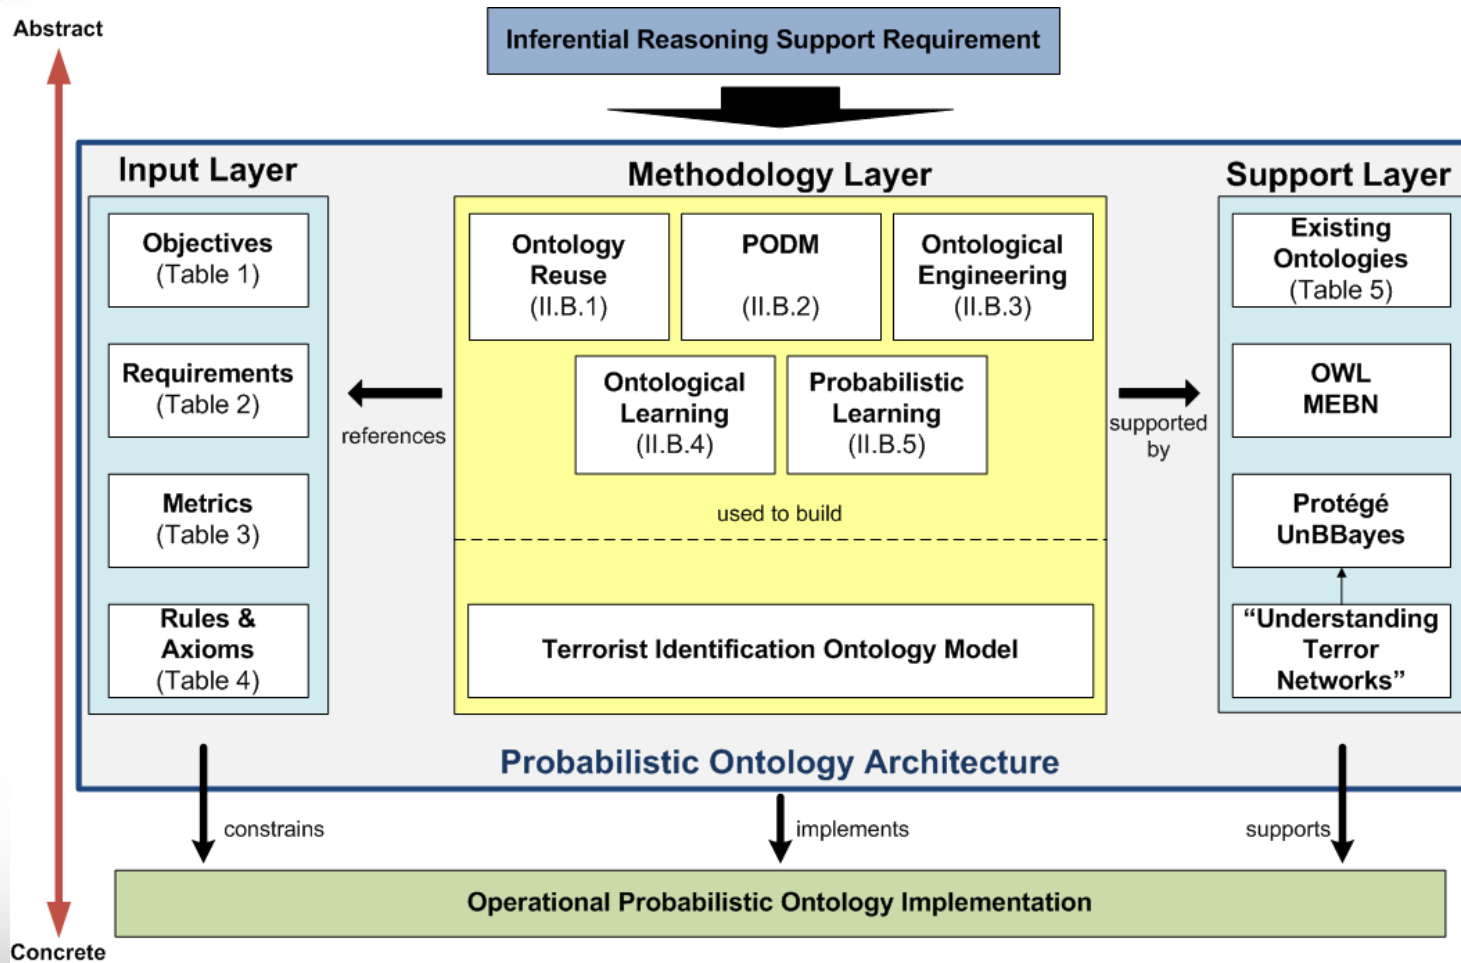 Abstract
Inferential Reasoning Support Requirement
Input Layer
Objectives
(Table 1)
Requirements
(Table 2)
Metrics
(Table 3)
Rules &
Axioms
(Table 4)
references
Methodology Layer
Ontology
Reuse
(II.B.1)
PODM
(II.B.2)
Ontological
Engineering
(II.B.3)
Ontological
Learning
(II.B.4)
Probabilistic
Learning
(II.B.5)
used to build
Terrorist Identification Ontology Model
supported
by
Support Layer
Existing
Ontologies
(Table 5)
OWL
MEBN
Protégé
UnBBayes
“Understanding
Terror
Networks”
Probabilistic Ontology Architecture
constrains
implements
supports
Operational Probabilistic Ontology Implementation
Concrete